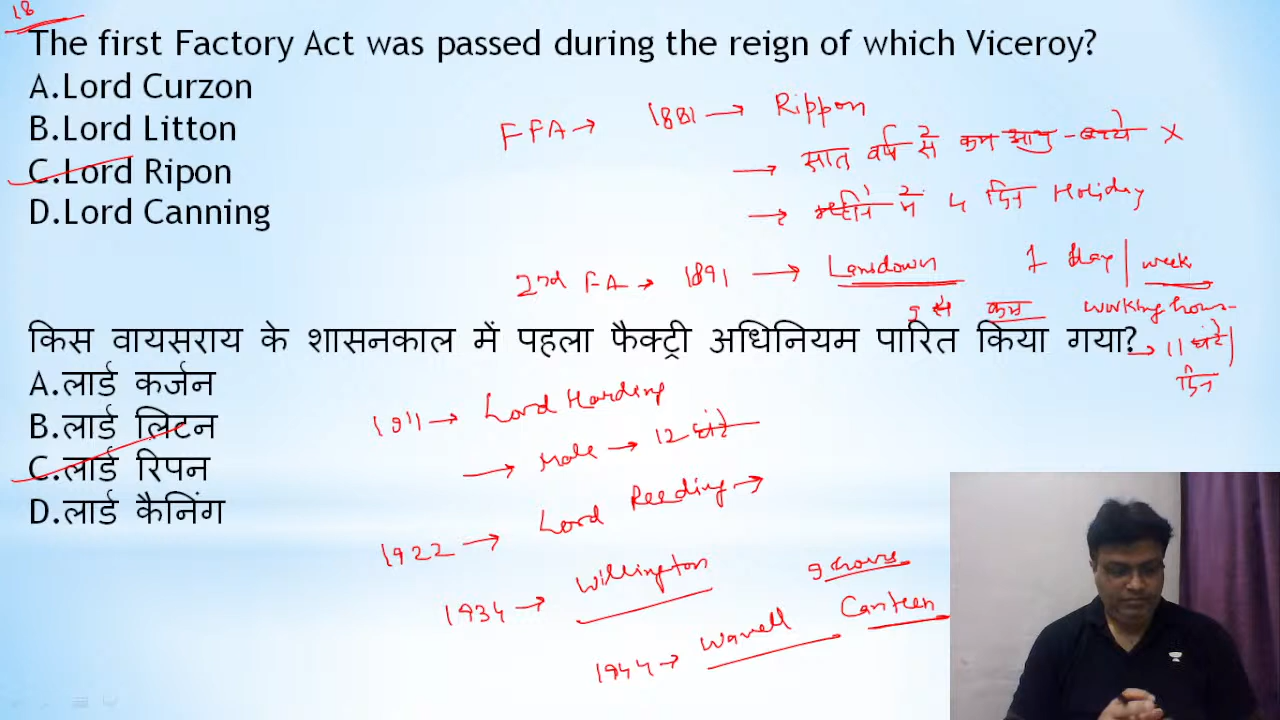 18
The first Factory Act was passed during the reign of which Viceroy?
A.Lord Curzon
B.Lord Litton
C.Lord Ripon
D.Lord Canning
FFA → 1881 → Rippon
→ सात वर्ष से कम आयु - बच्चे X
→ महीने में 4 दिन Holiday
2nd FA → 1891 → Lansdown 1 day | week
9 से कम working hours
→ 11 घंटे |
दिन
किस वायसराय के शासनकाल में पहला फैक्ट्री अधिनियम पारित किया गया?
A.लार्ड कर्जन
B.लार्ड लिटन
C.लार्ड रिपन
D.लार्ड कैनिंग
1911 → Lord Harding
→ Male → 12 घंटे
1922 → Lord Reeding →
1934 → Willington 9 hours
1944 → Wavell Canteen